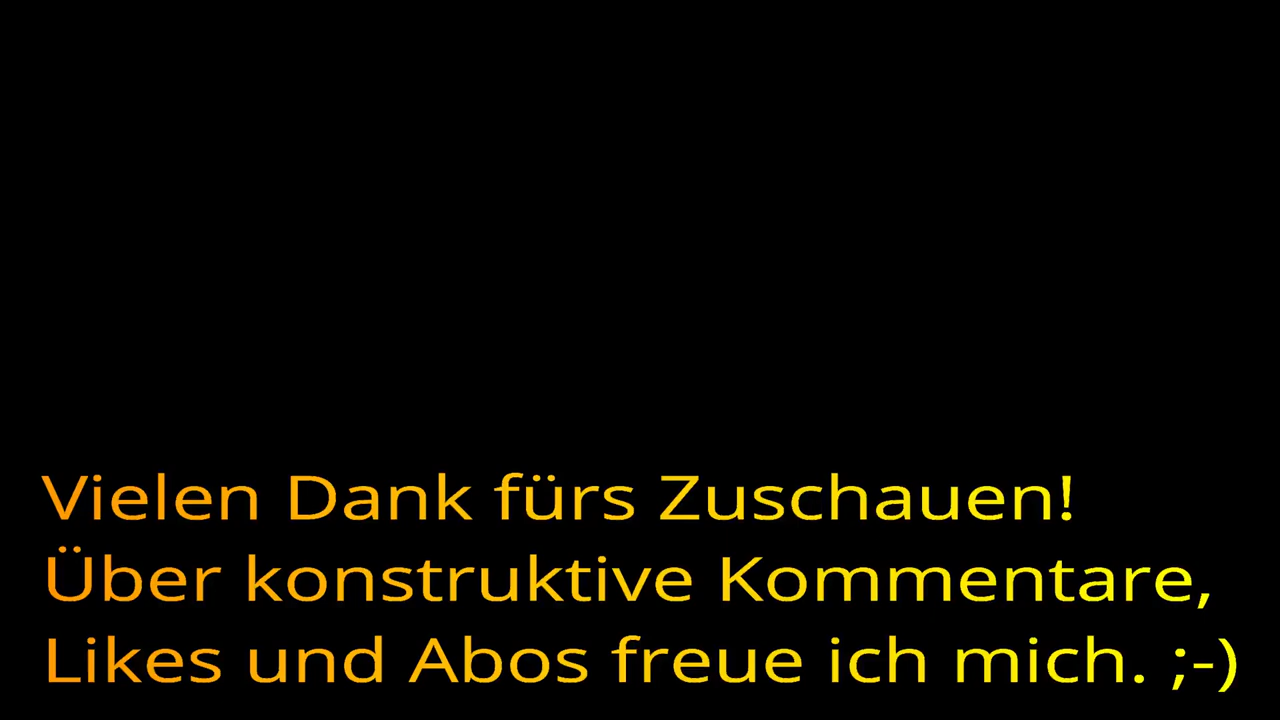 Vielen Dank fürs Zuschauen!
Über konstruktive Kommentare,
Likes und Abos freue ich mich. ;-)